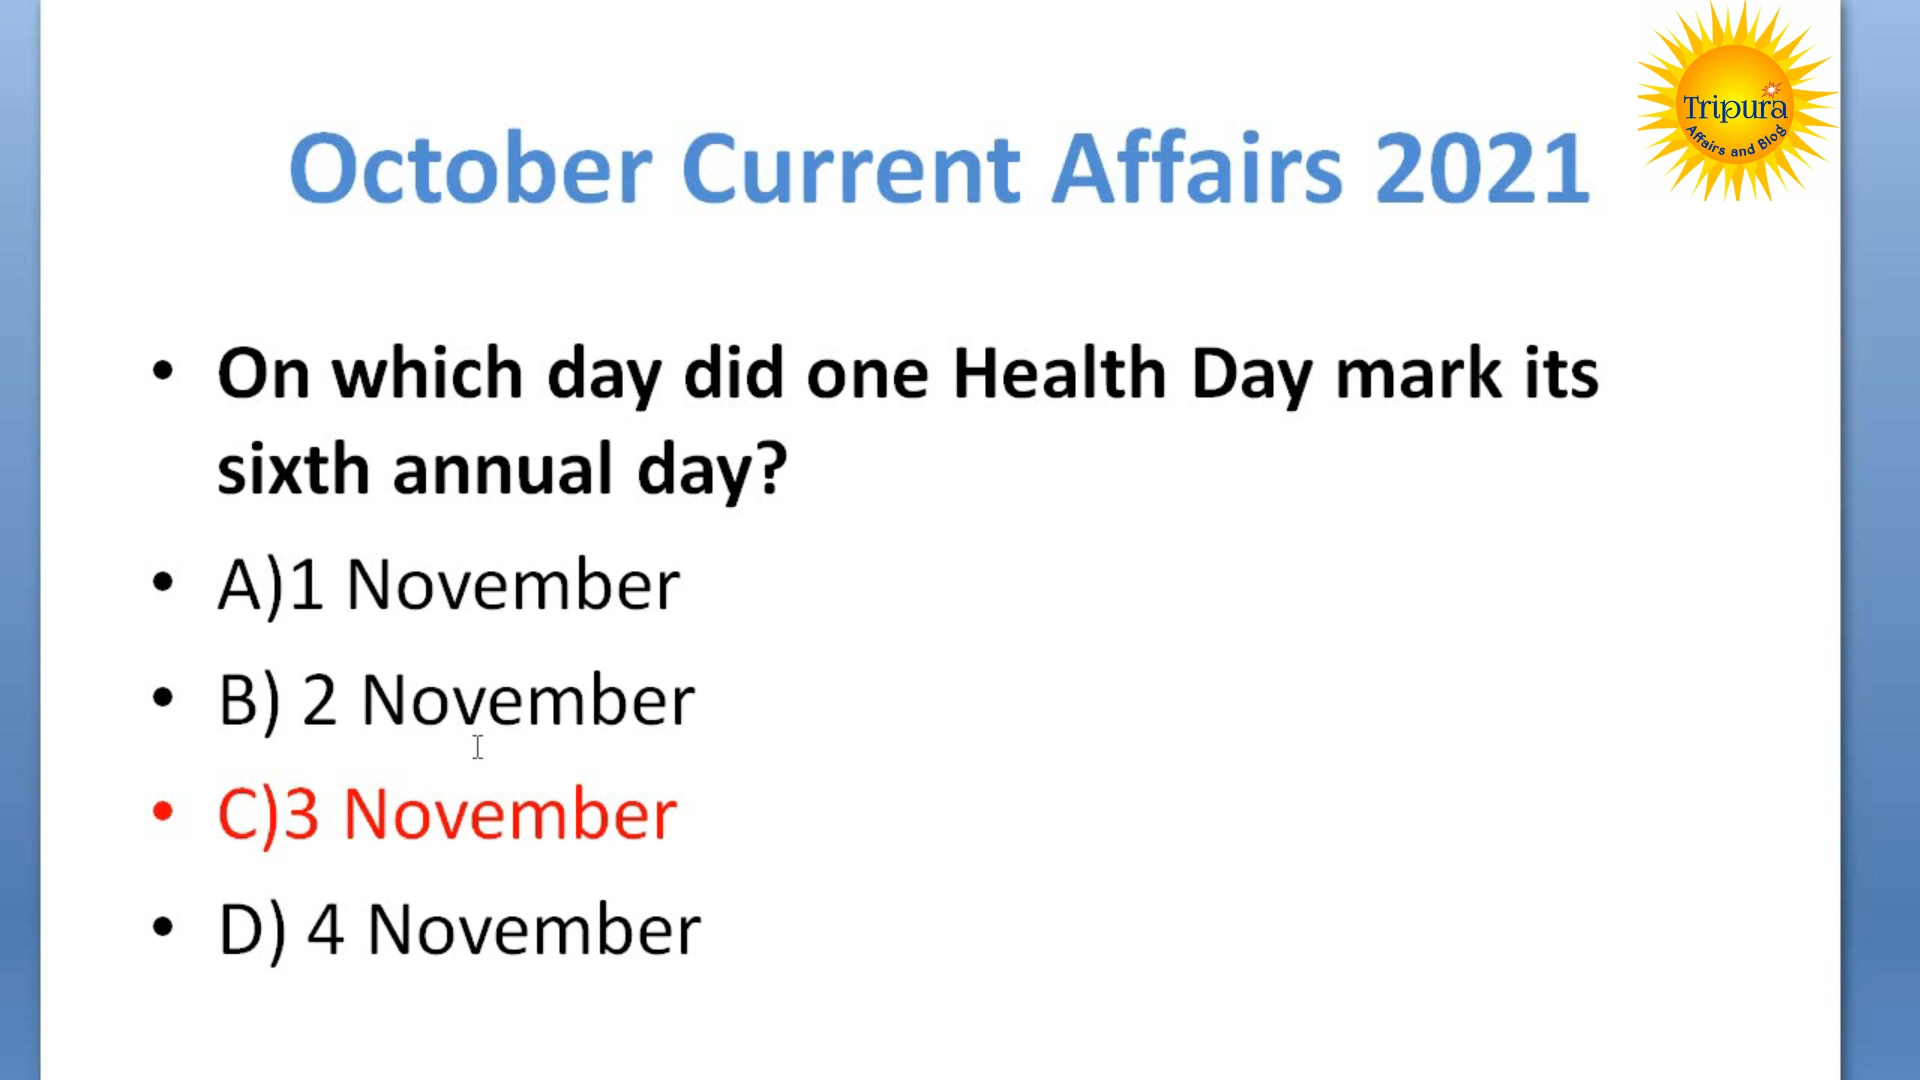 Tripura
Affairs and Blog
October Current Affairs 2021
• On which day did one Health Day mark its
sixth annual day?
• A)1 November
• B) 2 November
• C)3 November
• D) 4 November